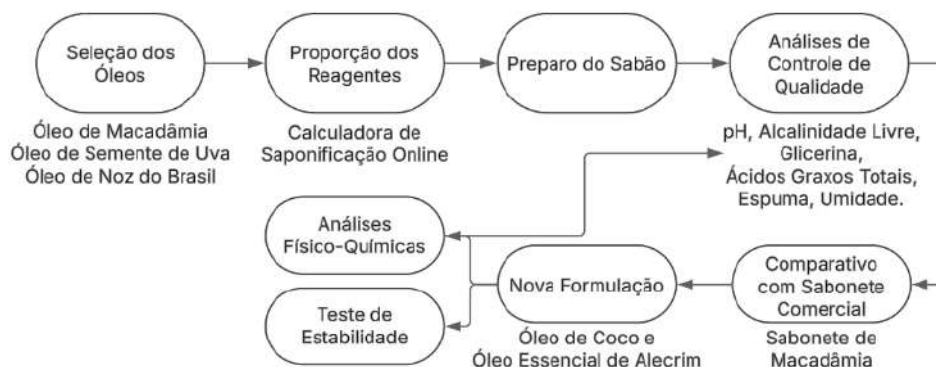 Seleção dos
Óleos
Proporção dos
Reagentes
Preparo do Sabão
Análises de
Controle de
Qualidade
Óleo de Macadâmia
Óleo de Semente de Uva
Óleo de Noz do Brasil
Calculadora de
Saponificação Online
pH, Alcalinidade Livre,
Glicerina,
Ácidos Graxos Totais,
Espuma, Umidade.
Análises
Físico-Químicas
Teste de
Estabilidade
Nova Formulação
Óleo de Coco e
Óleo Essencial de Alecrim
Comparativo
com Sabonete
Comercial
Sabonete de
Macadâmia